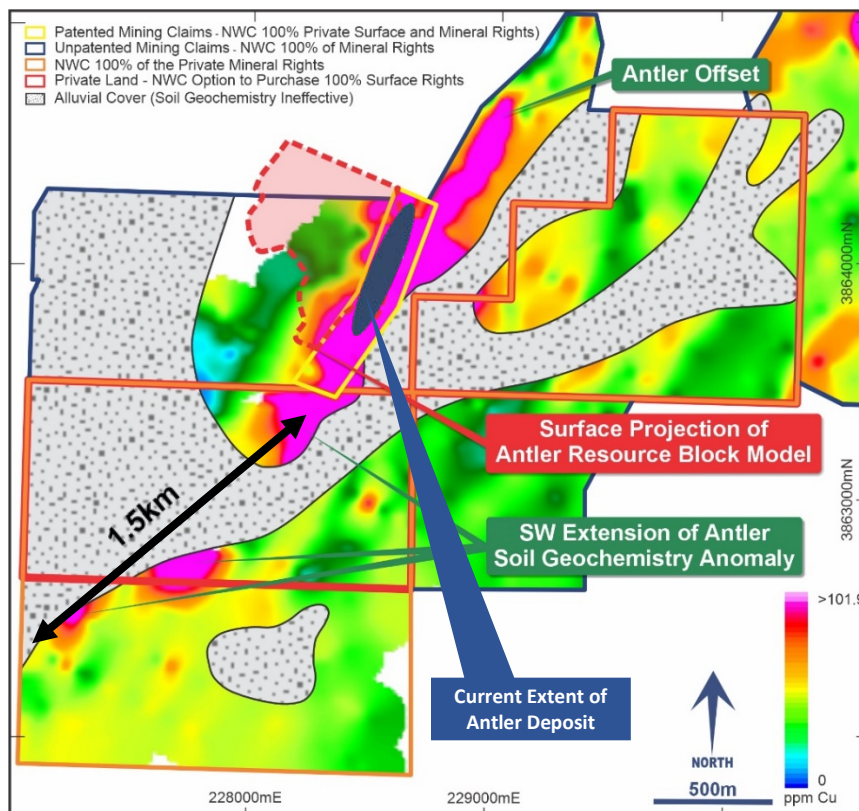 Patented Mining Claims - NWC 100% Private Surface and Mineral Rights)
Unpatented Mining Claims - NWC 100% of Mineral Rights
NWC 100% of the Private Mineral Rights
Private Land - NWC Option to Purchase 100% Surface Rights
Alluvial Cover (Soil Geochemistry Ineffective)
Antler Offset
3864000mN
Surface Projection of
Antler Resource Block Model
1.5km
3863000mN
SW Extension of Antler
Soil Geochemistry Anomaly
>101.9
Current Extent of
Antler Deposit
NORTH
0
ppm Cu
500m
228000mE
229000mE